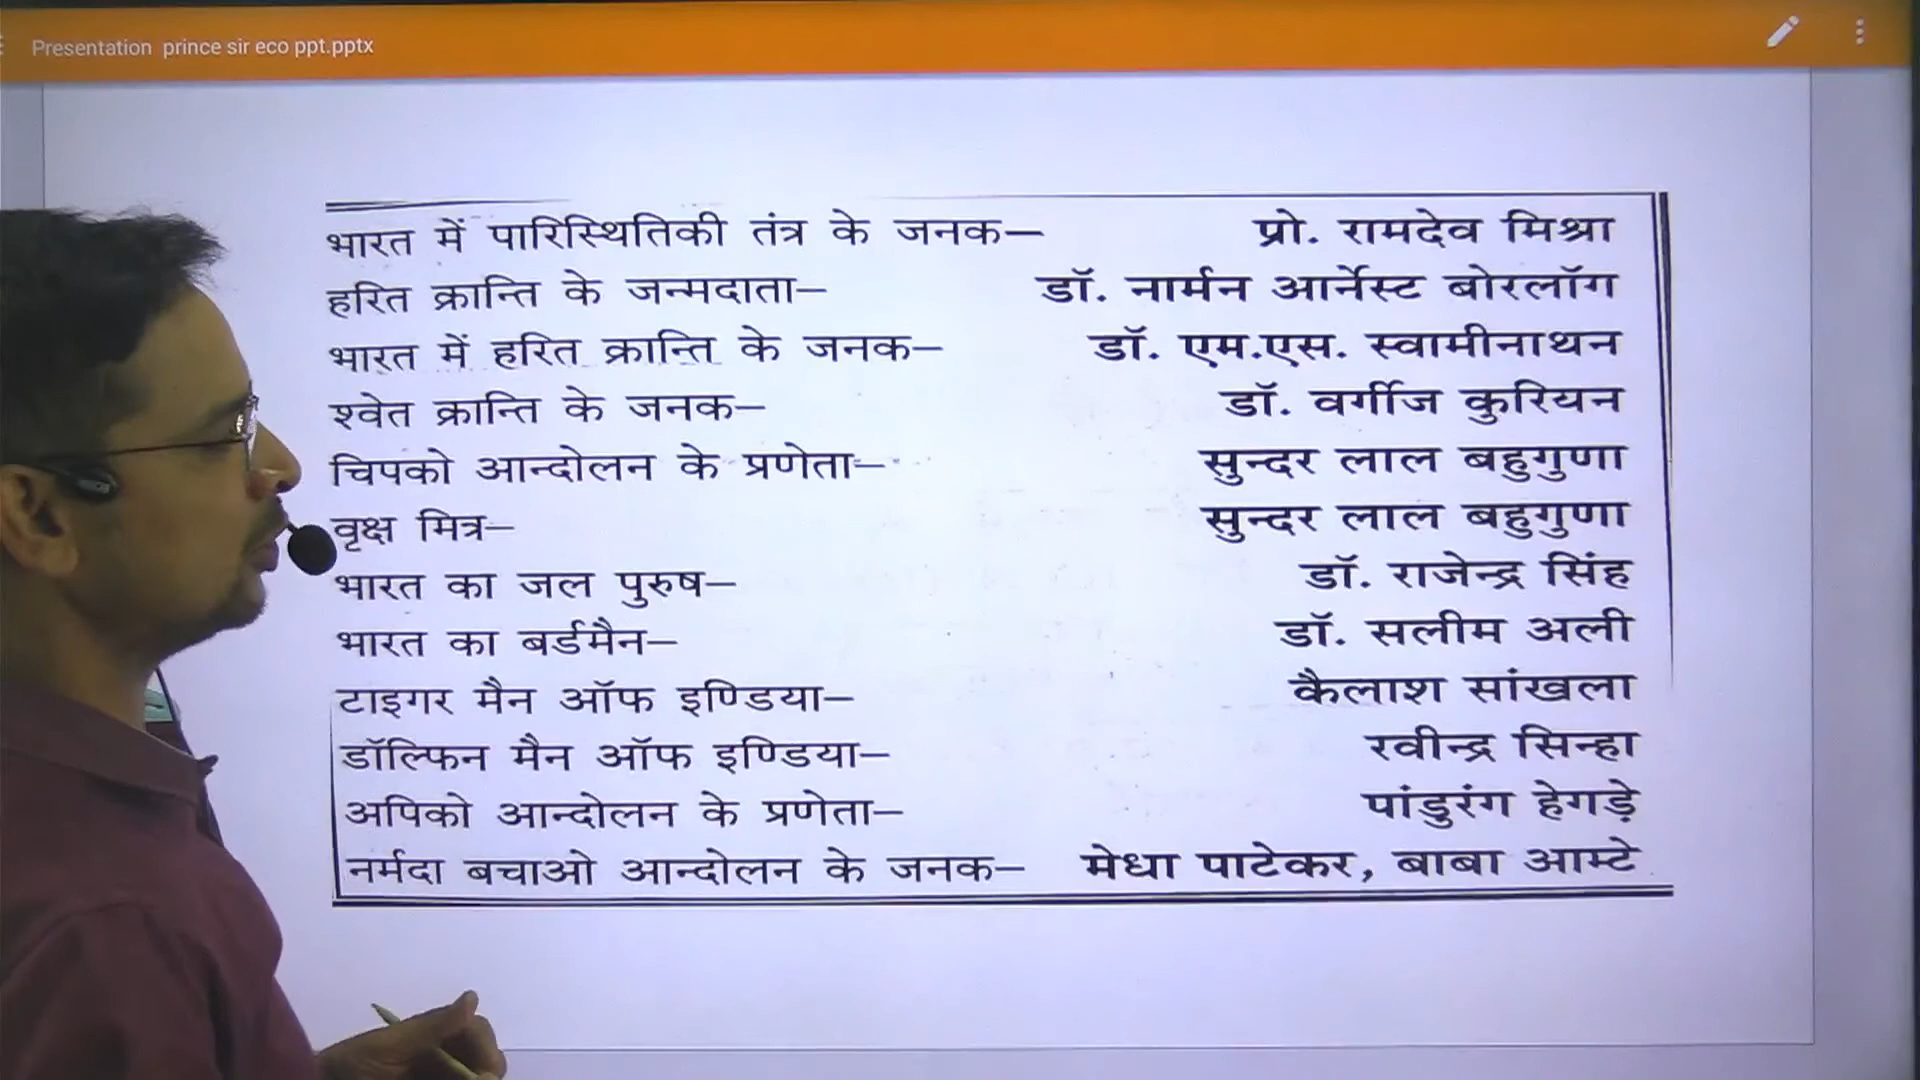 Presentation prince sir eco ppt.pptx
भारत में पारिस्थितिकी तंत्र के जनक– प्रो. रामदेव मिश्रा
हरित क्रान्ति के जन्मदाता– डॉ. नार्मन आर्नेस्ट बोरलॉग
भारत में हरित क्रान्ति के जनक– डॉ. एम.एस. स्वामीनाथन
श्वेत क्रान्ति के जनक– डॉ. वर्गीज कुरियन
चिपको आन्दोलन के प्रणेता– सुन्दर लाल बहुगुणा
वृक्ष मित्र– सुन्दर लाल बहुगुणा
भारत का जल पुरुष– डॉ. राजेन्द्र सिंह
भारत का बर्डमैन– डॉ. सलीम अली
टाइगर मैन ऑफ इण्डिया– कैलाश सांखला
डॉल्फिन मैन ऑफ इण्डिया– रवीन्द्र सिन्हा
अपिको आन्दोलन के प्रणेता– पांडुरंग हेगड़े
नर्मदा बचाओ आन्दोलन के जनक– मेधा पाटेकर, बाबा आम्टे